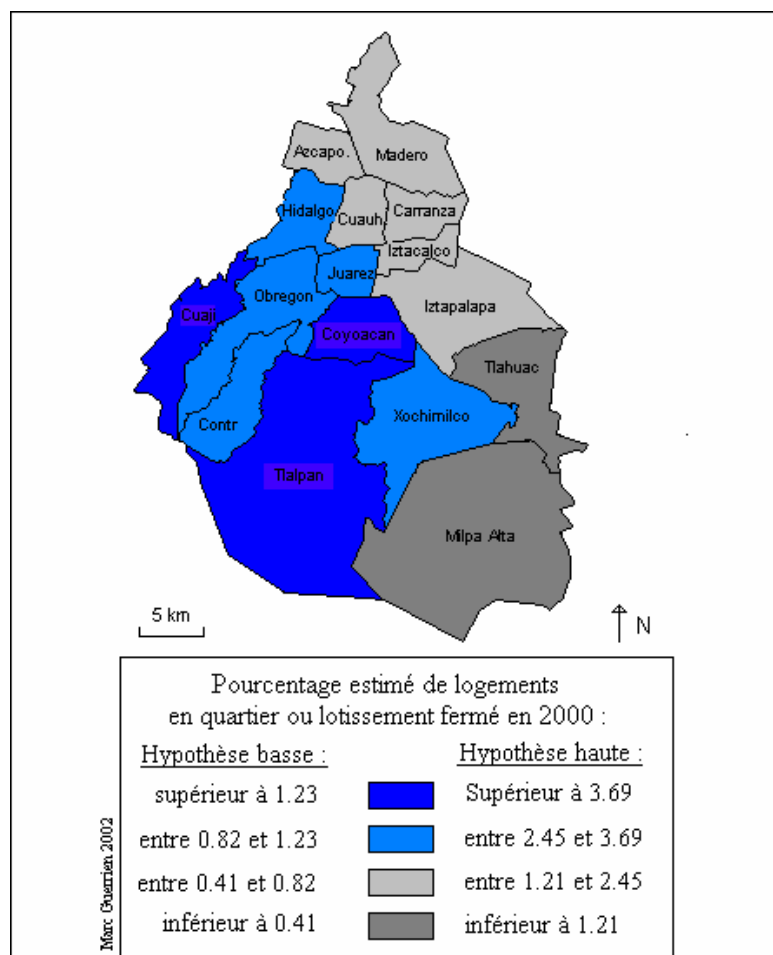 Azcapo.
Madero
Hidalgo
Cuauh
Carranza
Iztacalco
Juarez
Obregon
Cuaji
Iztapalapa
Coyoacan
Tlahuac
Contr
Xochimilco
Tlalpan
Milpa Alta
5 km
N
Pourcentage estimé de logements
en quartier ou lotissement fermé en 2000 :
Hypothèse basse : Hypothèse haute :
supérieur à 1.23 Supérieur à 3.69
entre 0.82 et 1.23 entre 2.45 et 3.69
entre 0.41 et 0.82 entre 1.21 et 2.45
inférieur à 0.41 inférieur à 1.21
Marc Guerrien 2002